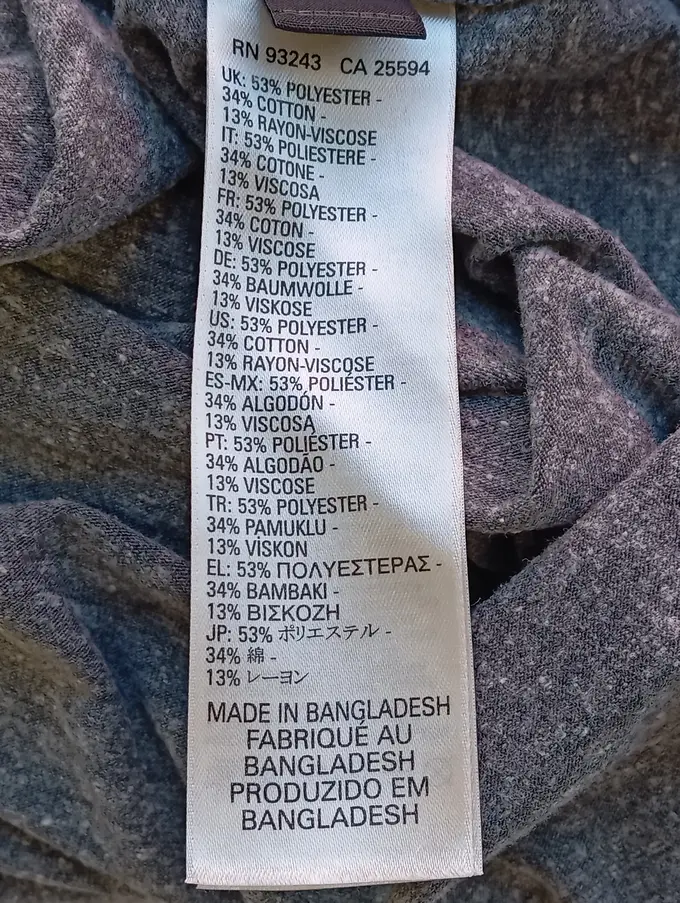 RN 93243 CA 25594
UK: 53% POLYESTER -
34% COTTON -
13% RAYON-VISCOSE
IT: 53% POLIESTERE -
34% COTONE -
13% VISCOSA
FR: 53% POLYESTER -
34% COTON -
13% VISCOSE
DE: 53% POLYESTER -
34% BAUMWOLLE -
13% VISKOSE
US: 53% POLYESTER -
34% COTTON -
13% RAYON-VISCOSE
ES-MX: 53% POLIÉSTER -
34% ALGODÓN -
13% VISCOSA
PT: 53% POLIÉSTER -
34% ALGODÃO -
13% VISCOSE
TR: 53% POLYESTER -
34% PAMUKLU -
13% VİSKON
EL: 53% ΠΟΛΥΕΣΤΕΡΑΣ -
34% ΒΑΜΒΑΚΙ -
13% ΒΙΣΚΟΖΗ
JP: 53% ポリエステル -
34% 綿 -
13% レーヨン
MADE IN BANGLADESH
FABRIQUÉ AU
BANGLADESH
PRODUZIDO EM
BANGLADESH